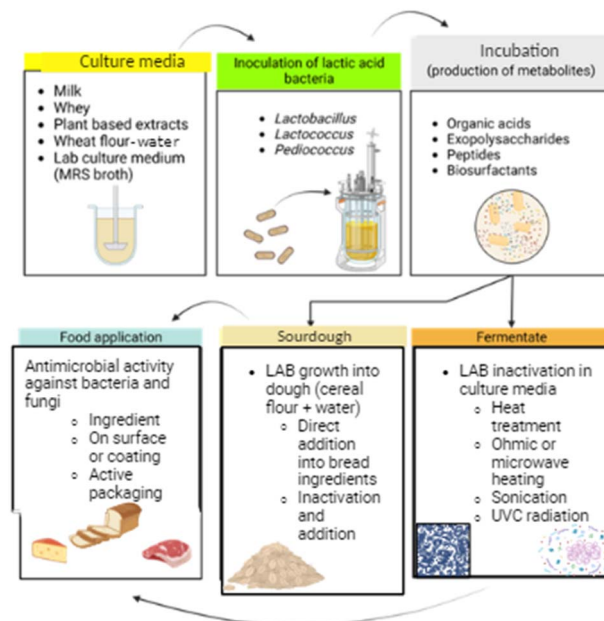 Culture media
• Milk
• Whey
• Plant based extracts
• Wheat flour-water
• Lab culture medium
(MRS broth)
Inoculation of lactic acid
bacteria
• Lactobacillus
• Lactococcus
• Pediococcus
Incubation
(production of metabolites)
• Organic acids
• Exopolysaccharides
• Peptides
• Biosurfactants
Food application
Antimicrobial activity
against bacteria and
fungi
○ Ingredient
○ On surface
or coating
○ Active
packaging
Sourdough
• LAB growth into
dough (cereal
flour + water)
○ Direct
addition
into bread
ingredients
○ Inactivation
and
addition
Fermentate
• LAB inactivation in
culture media
○ Heat
treatment
○ Ohmic or
microwave
heating
○ Sonication
○ UVC radiation